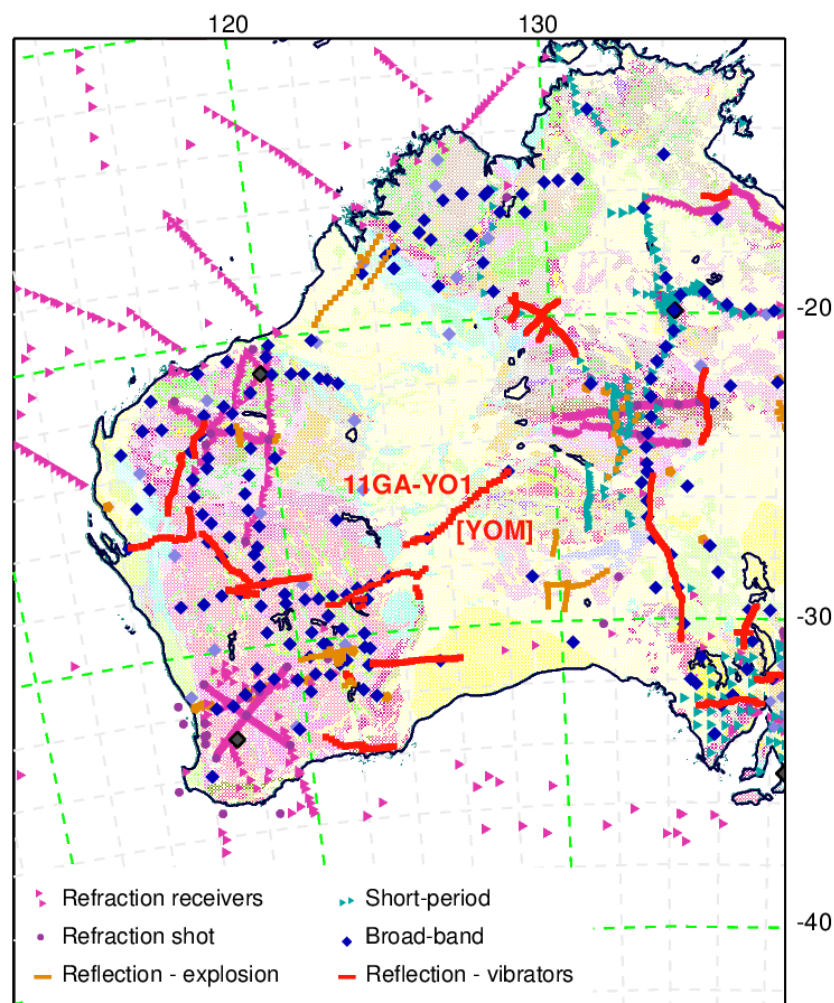 120 130
-20
11GA-YO1
[YOM]
-30
Refraction receivers
Short-period
Refraction shot
Broad-band
-40
Reflection - explosion
Reflection - vibrators